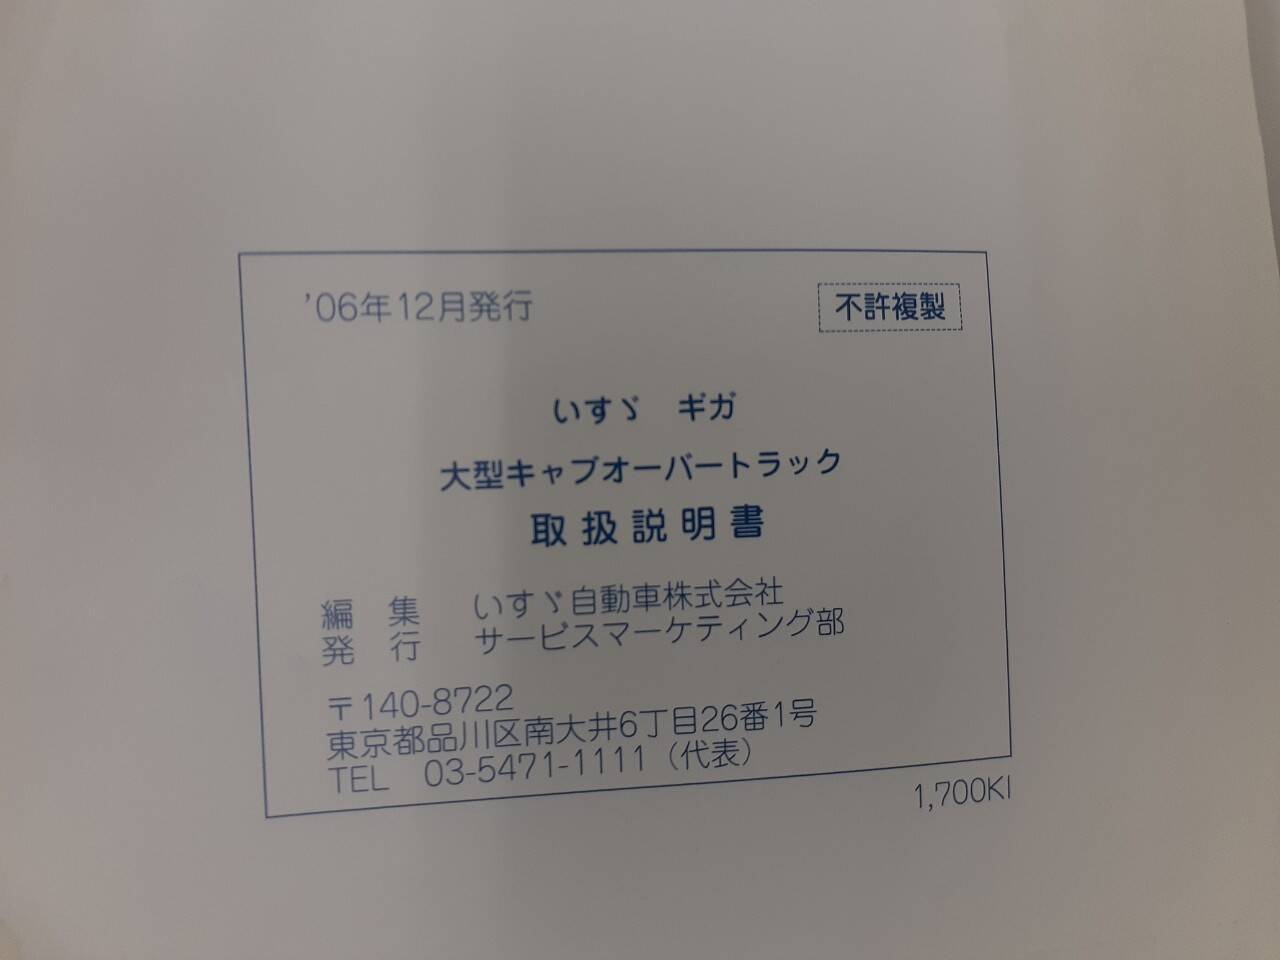 '06年12月発行
不許複製
いすゞ ギガ
大型キャブオーバートラック
取扱説明書
編 集 いすゞ自動車株式会社
発 行 サービスマーケティング部
〒140-8722
東京都品川区南大井6丁目26番1号
TEL 03-5471-1111（代表）
1,700KI